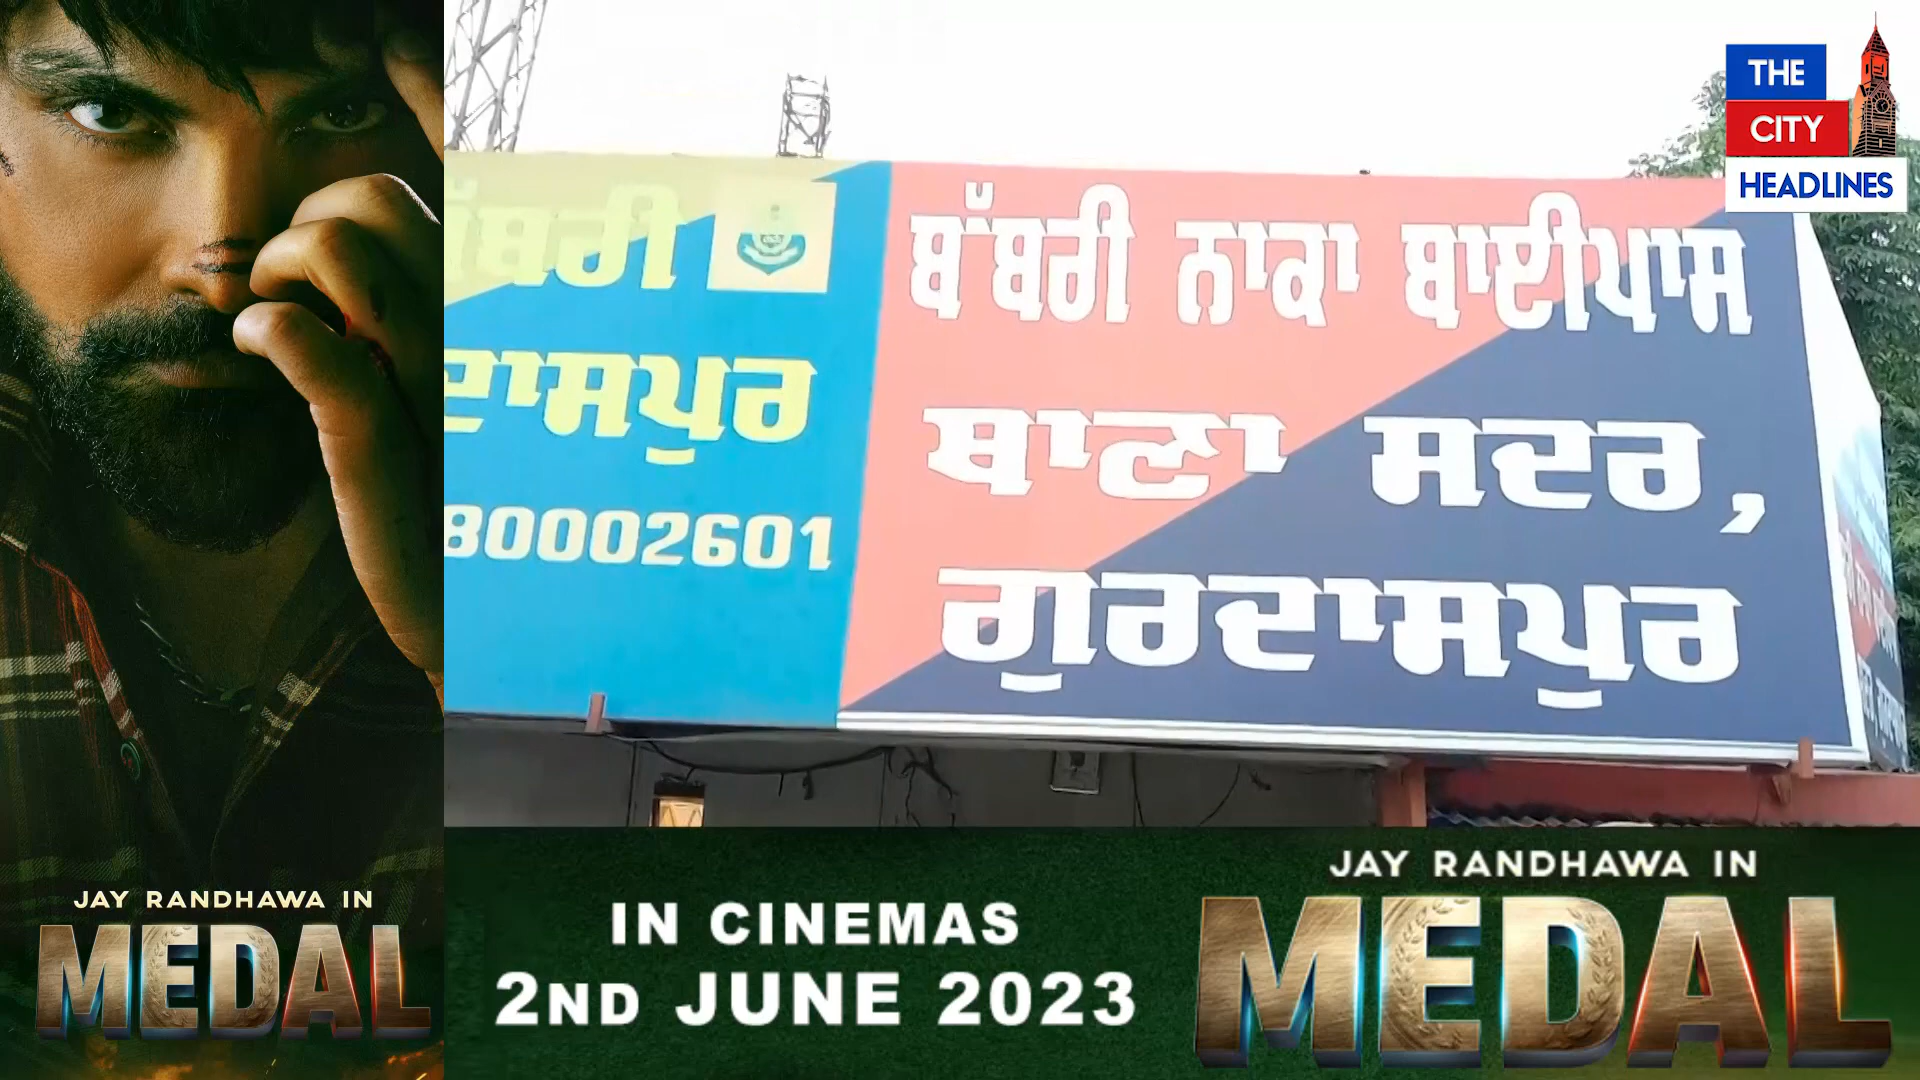 THE
CITY
HEADLINES
ਬੱਬਰੀ
ਦਾਸਪੁਰ
80002601
ਬੱਬਰੀ ਨਾਕਾ ਬਾਈਪਾਸ
ਥਾਣਾ ਸਦਰ,
ਗੁਰਦਾਸਪੁਰ
JAY RANDHAWA IN
MEDAL
IN CINEMAS
2ND JUNE 2023
JAY RANDHAWA IN
MEDAL